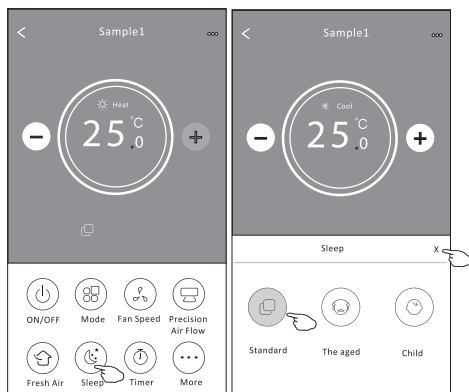 Sample1
Heat
25.0°C
ON/OFF Mode Fan Speed Precision
Air Flow
Fresh Air Sleep Timer More
Sample1
Cool
25.0°C
Sleep X
Standard The aged Child